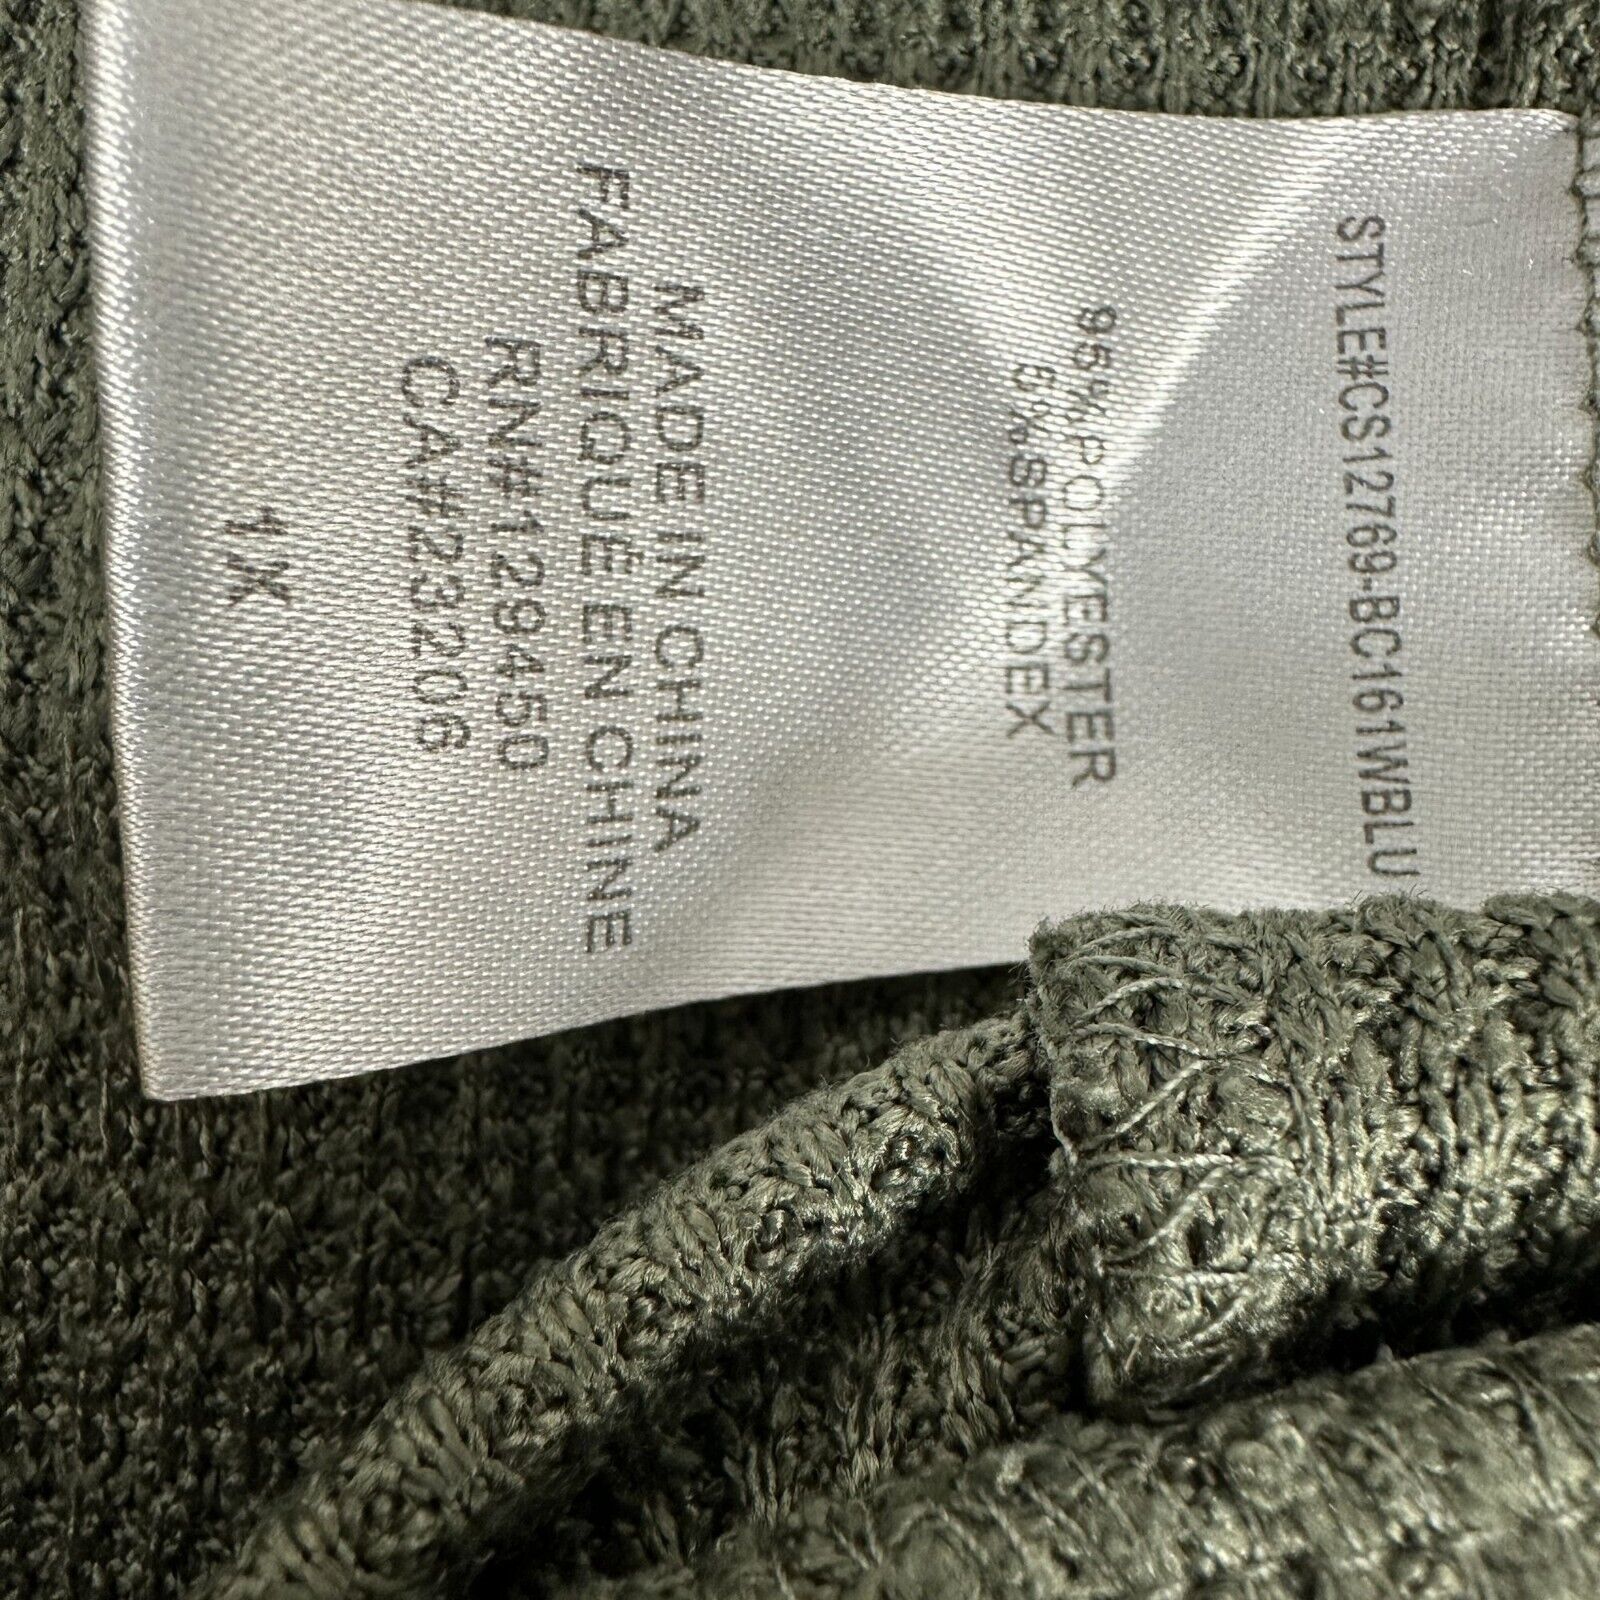 STYLE#CS12769-BC161WBLU
95%POLYESTER
5%SPANDEX
MADE IN CHINA
FABRIQUÉ EN CHINE
RN#129450
CA#23206
1X